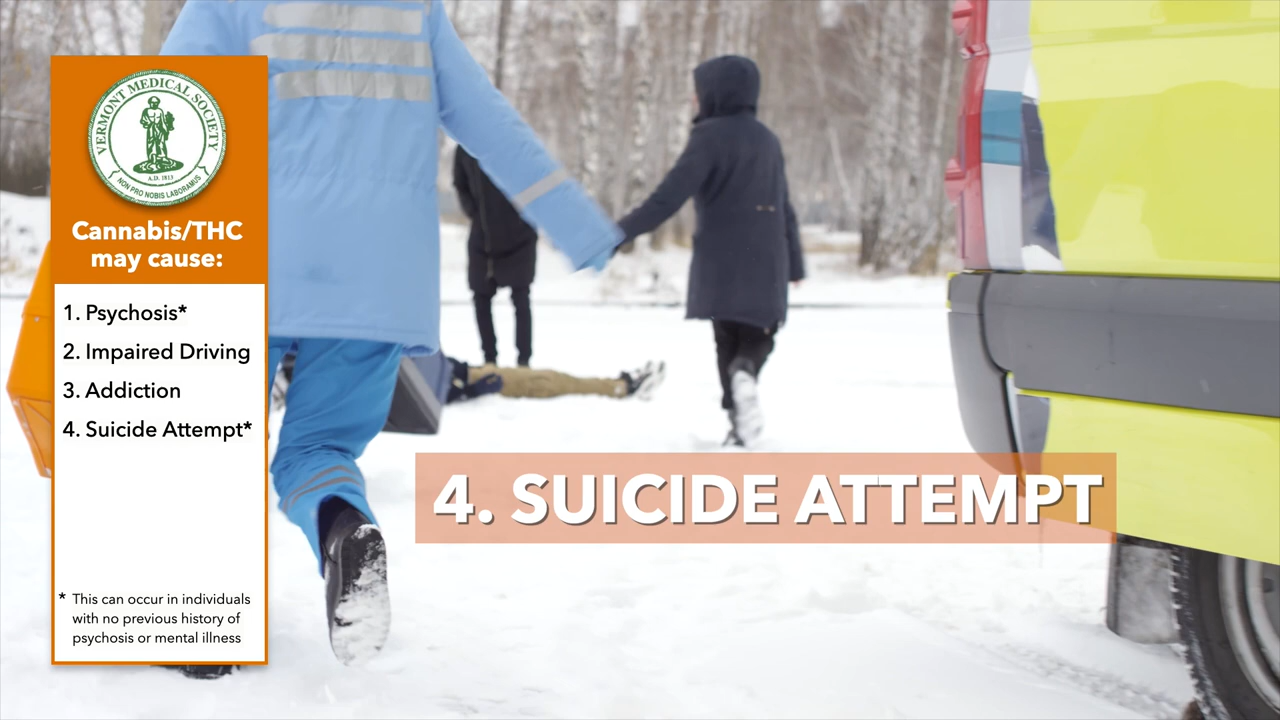 VERMONT MEDICAL SOCIETY
A.D. 1813
NON PRO NOBIS LABORAMUS
Cannabis/THC
may cause:
1. Psychosis*
2. Impaired Driving
3. Addiction
4. Suicide Attempt*
* This can occur in individuals
with no previous history of
psychosis or mental illness
4. SUICIDE ATTEMPT